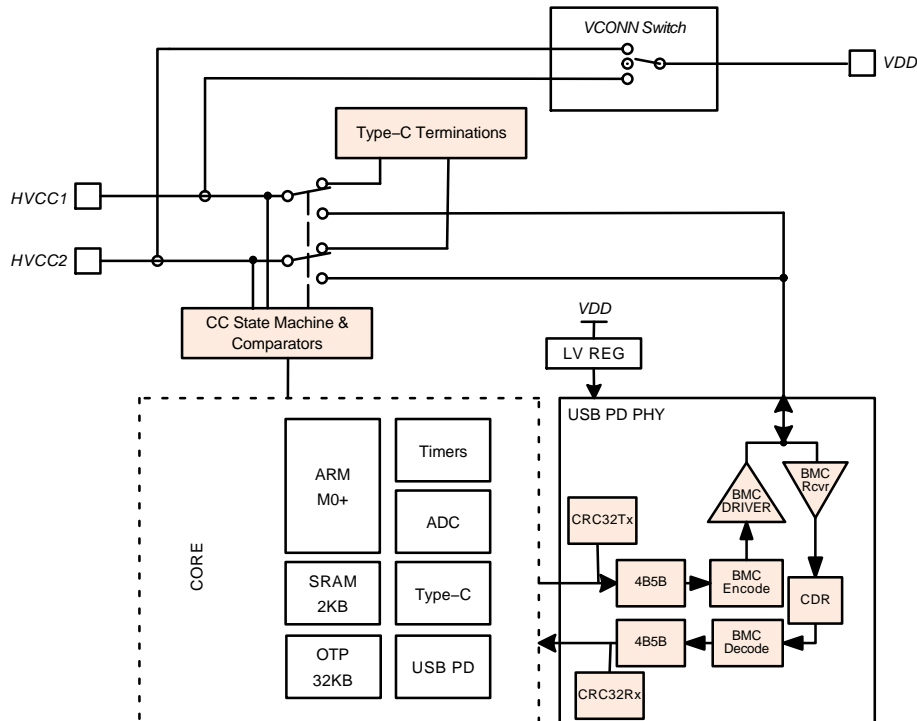 VCONN Switch
VDD
Type−C Terminations
HVCC1
HVCC2
CC State Machine &
Comparators
VDD
LV REG
USB PD PHY
CORE
ARM
M0+
Timers
ADC
SRAM
2KB
Type−C
OTP
32KB
USB PD
BMC
DRIVER
BMC
Rcvr
CRC32Tx
4B5B
BMC
Encode
CDR
4B5B
BMC
Decode
CRC32Rx